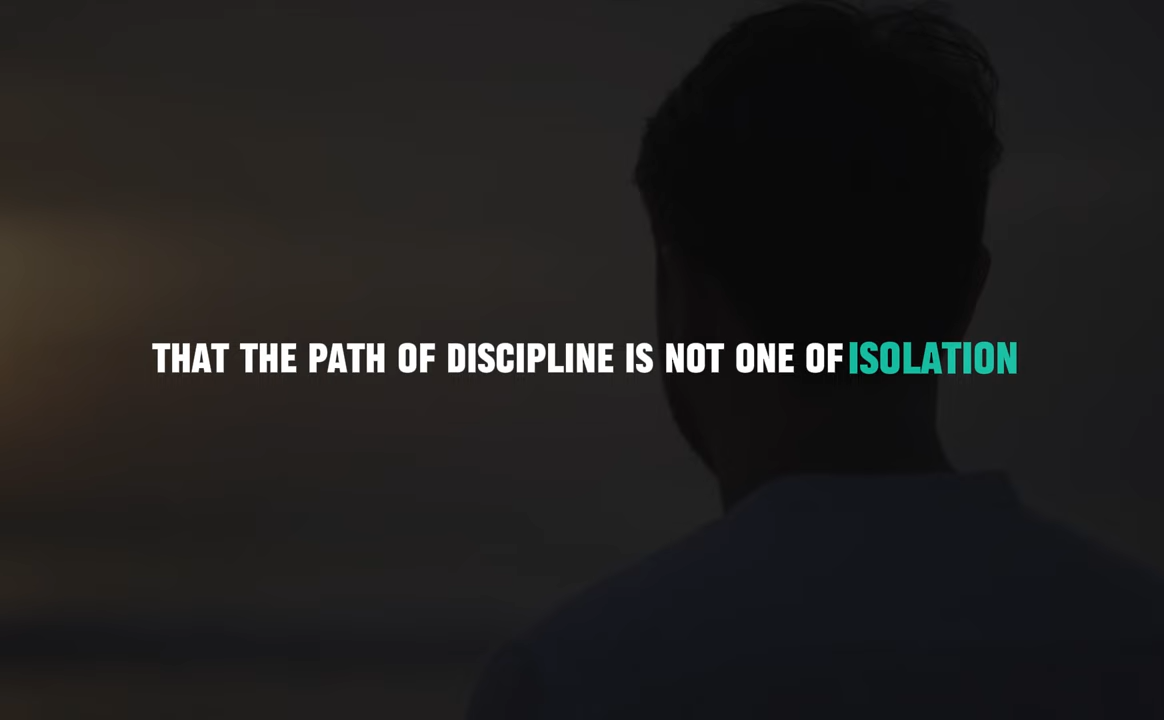 THAT THE PATH OF DISCIPLINE IS NOT ONE OF ISOLATION